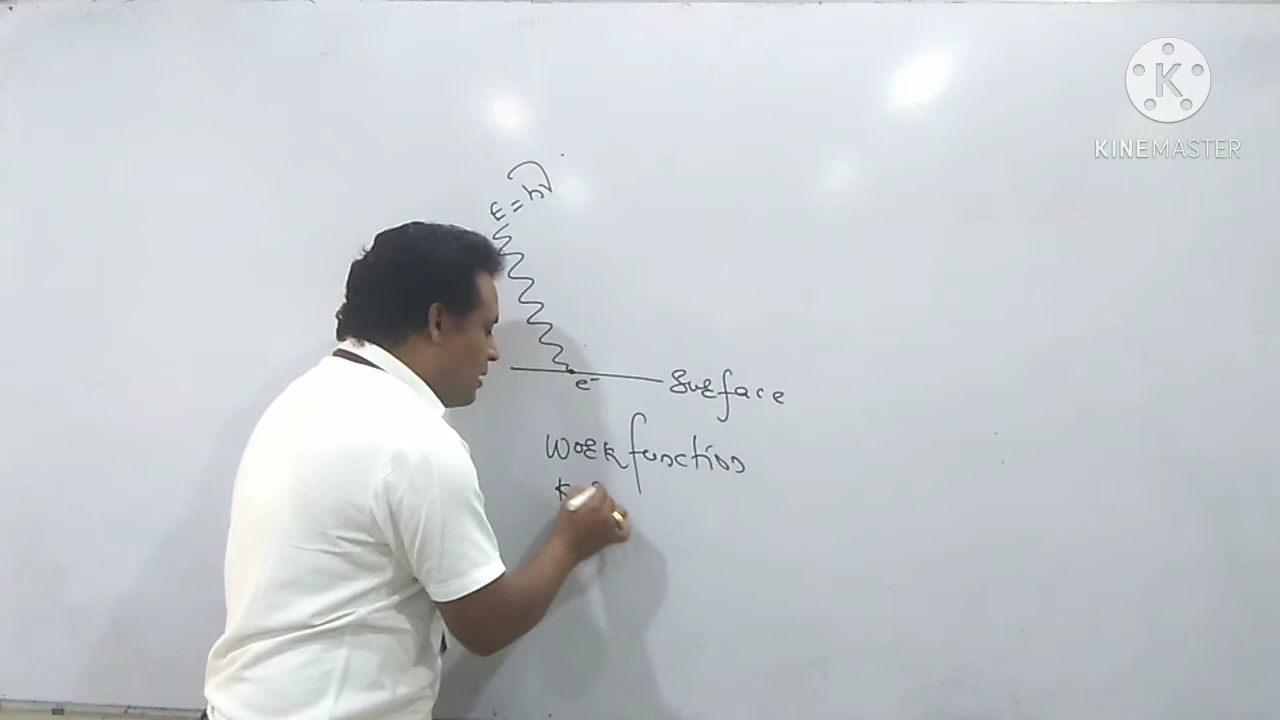 K
KINEMASTER
E = hν
e⁻
Surface
Work function
K